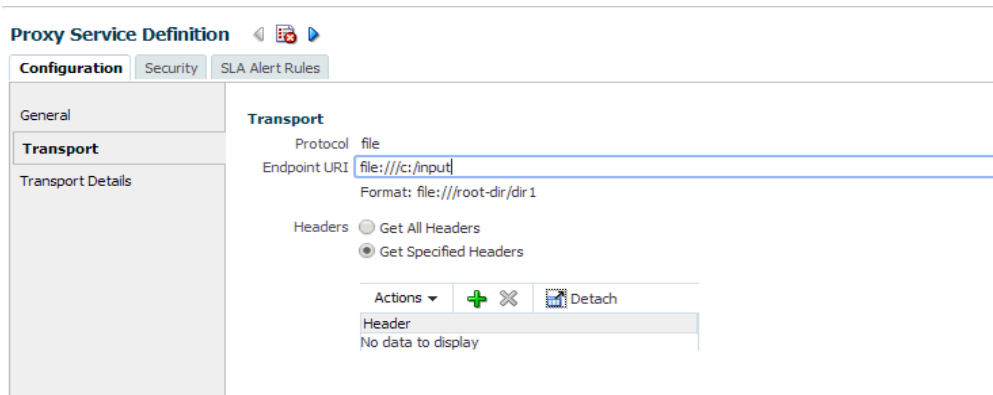 Proxy Service Definition
Configuration Security SLA Alert Rules
General
Transport
Transport Details
Transport
Protocol file
Endpoint URI file:///c:/input
Format: file:///root-dir/dir1
Headers Get All Headers
Get Specified Headers
Actions Detach
Header
No data to display